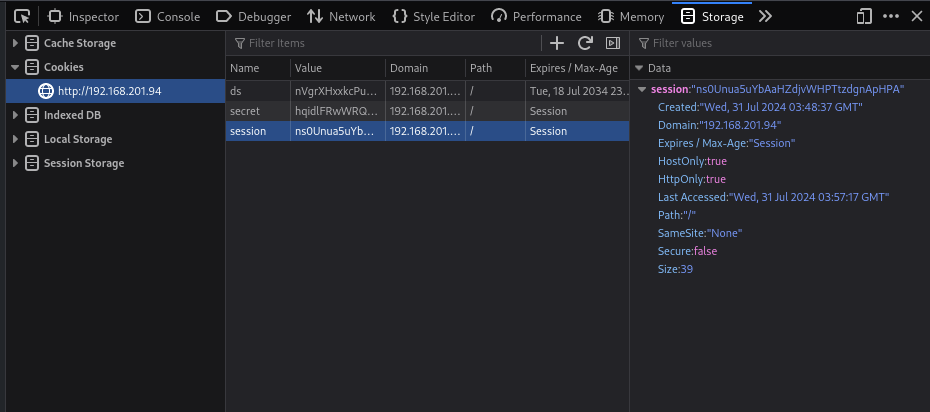 Inspector Console Debugger Network Style Editor Performance Memory Storage
Cache Storage
Cookies
http://192.168.201.94
Indexed DB
Local Storage
Session Storage
Filter Items
Name Value Domain Path Expires / Max-Age
ds nVgrXHxxkcPu... 192.168.201.... / Tue, 18 Jul 2034 23...
secret hqidlFRwWRQ... 192.168.201.... / Session
session ns0Unua5uYb... 192.168.201.... / Session
Filter values
Data
session:"ns0Unua5uYbAaHZdjvWHPTtzdgnApHPA"
Created:"Wed, 31 Jul 2024 03:48:37 GMT"
Domain:"192.168.201.94"
Expires / Max-Age:"Session"
HostOnly:true
HttpOnly:true
Last Accessed:"Wed, 31 Jul 2024 03:57:17 GMT"
Path:"/"
SameSite:"None"
Secure:false
Size:39